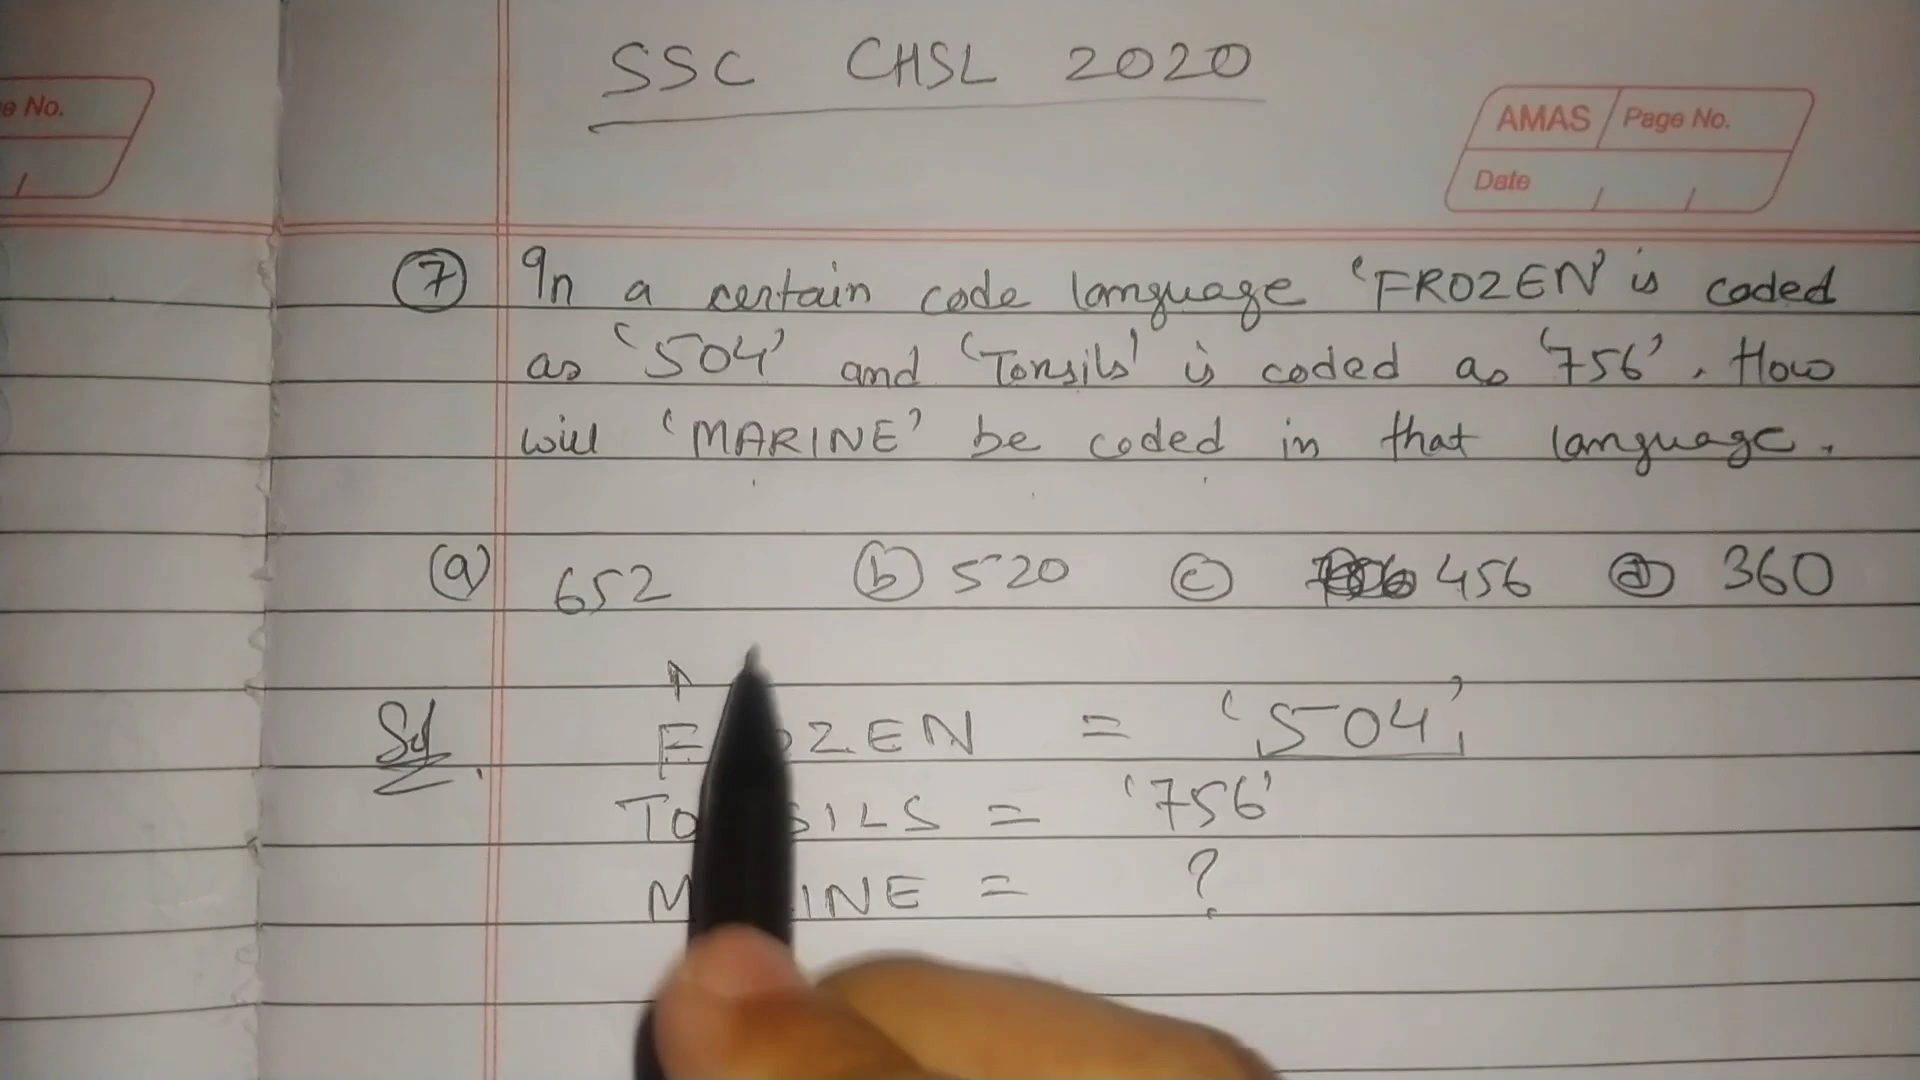 SSC CHSL 2020
e No.
AMAS Page No.
Date
7 In a certain code language 'FROZEN' is coded
as '504' and 'Tonsils' is coded as '756'. How
will 'MARINE' be coded in that language.
(a) 652 (b) 520 (c) 456 (d) 360
Sol. FROZEN = '504'
TO SILS = '756'
M INE = ?